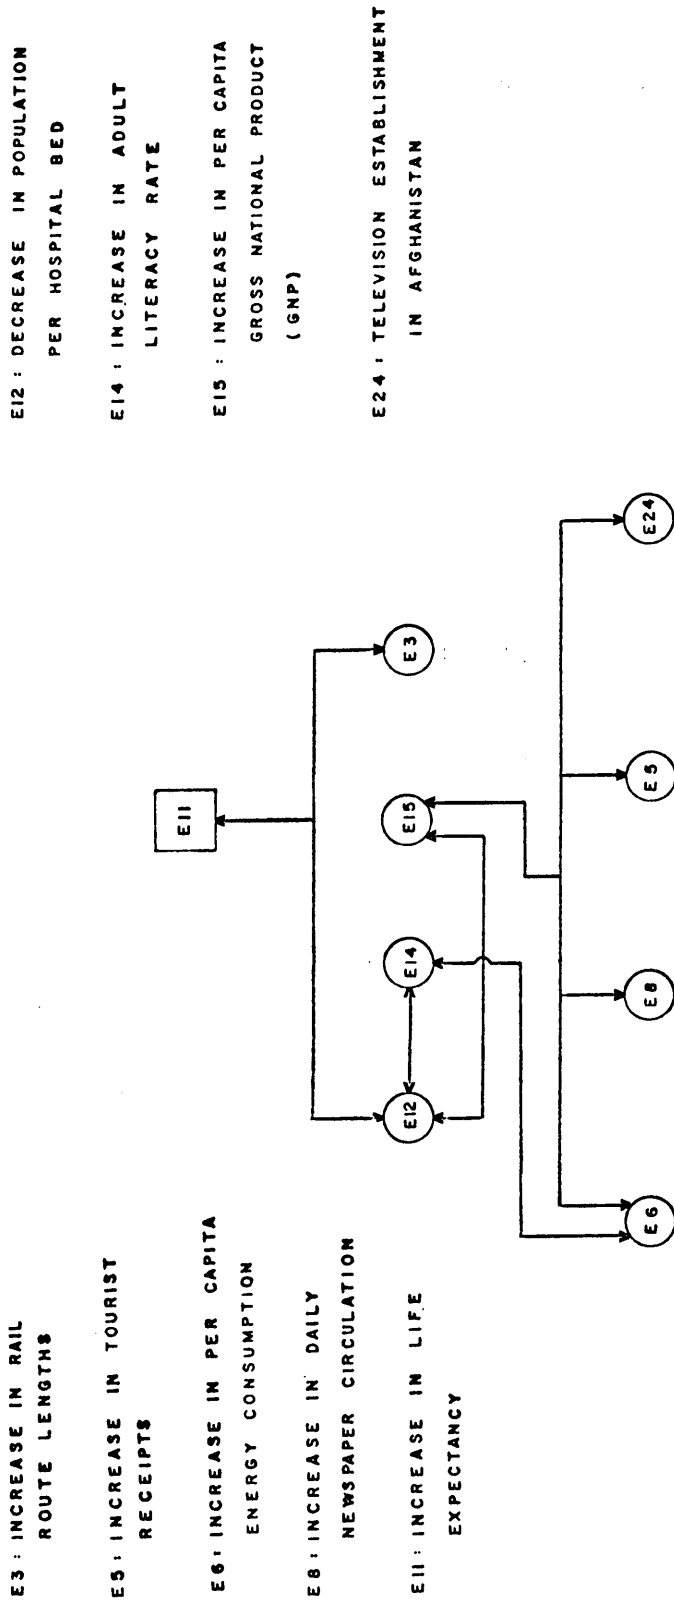 E3 : INCREASE IN RAIL
ROUTE LENGTHS
E5 : INCREASE IN TOURIST
RECEIPTS
E6 : INCREASE IN PER CAPITA
ENERGY CONSUMPTION
E8 : INCREASE IN DAILY
NEWSPAPER CIRCULATION
E11 : INCREASE IN LIFE
EXPECTANCY
E12 : DECREASE IN POPULATION
PER HOSPITAL BED
E14 : INCREASE IN ADULT
LITERACY RATE
E15 : INCREASE IN PER CAPITA
GROSS NATIONAL PRODUCT
(GNP)
E24 : TELEVISION ESTABLISHMENT
IN AFGHANISTAN
E11
E12
E14
E15
E3
E6
E8
E5
E24